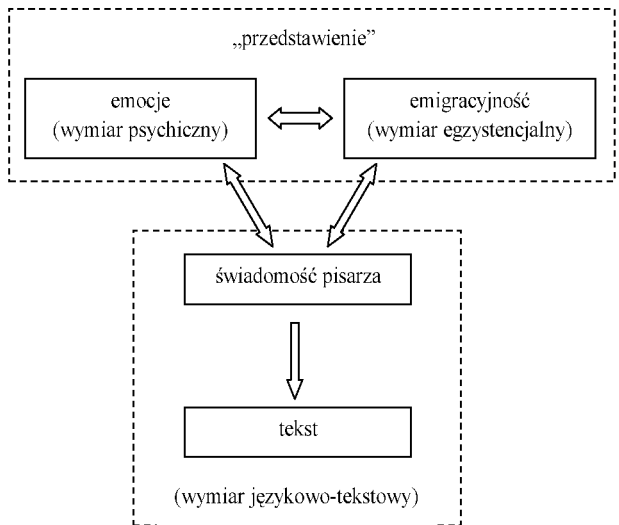 „przedstawienie”
emocje
(wymiar psychiczny)
emigracyjność
(wymiar egzystencjalny)
świadomość pisarza
tekst
(wymiar językowo-tekstowy)